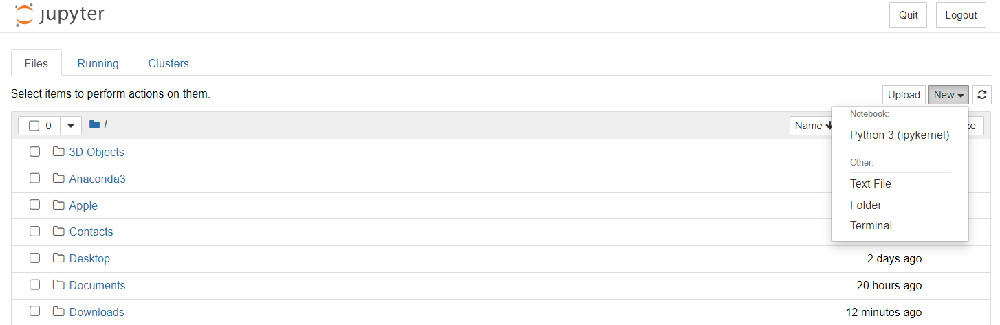 jupyter
Quit Logout
Files Running Clusters
Select items to perform actions on them.
Upload New
0 / Name ze
Notebook:
Python 3 (ipykernel)
Other:
Text File
Folder
Terminal
3D Objects
Anaconda3
Apple
Contacts
Desktop 2 days ago
Documents 20 hours ago
Downloads 12 minutes ago